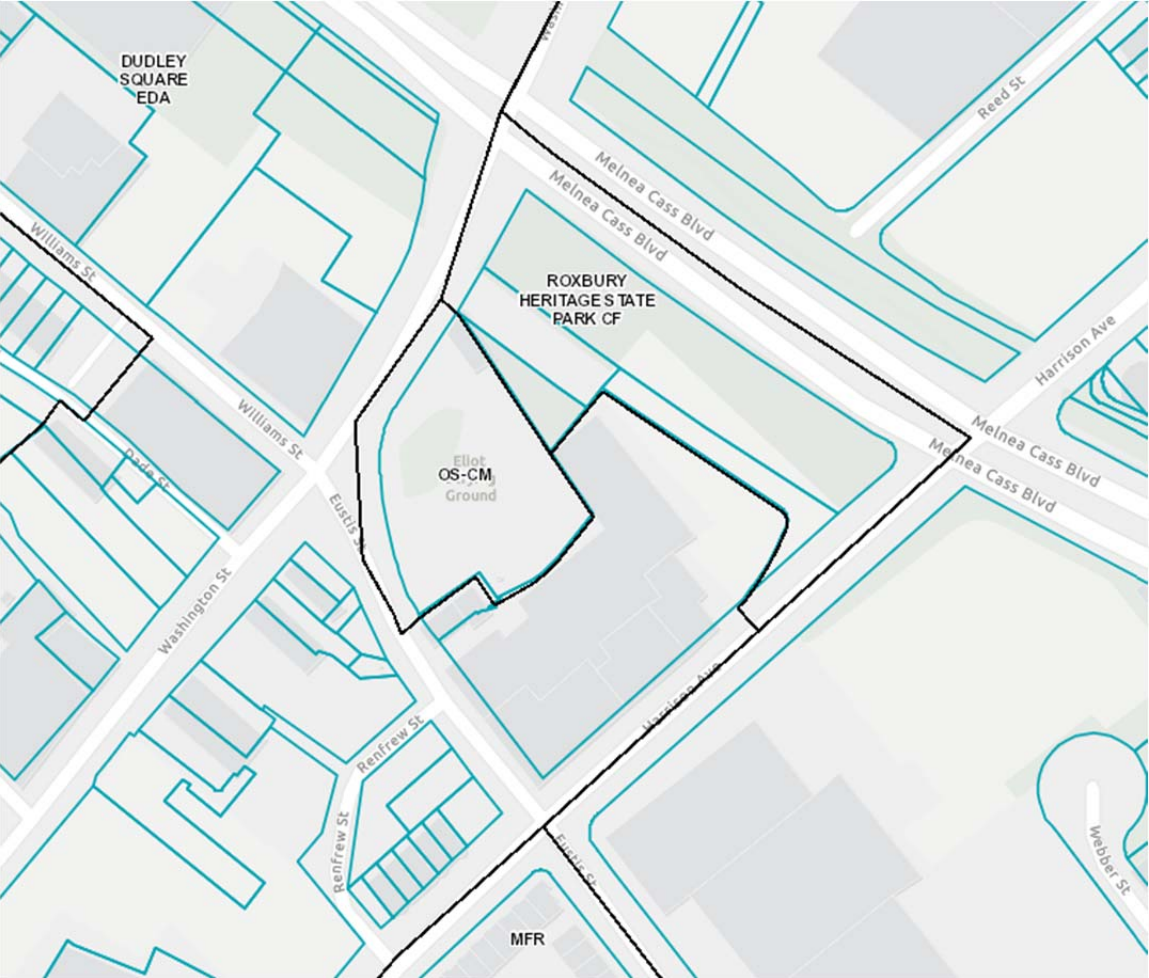 Wash
DUDLEY
SQUARE
EDA
Reed St
Melnea Cass Blvd
Melnea Cass Blvd
Williams St
ROXBURY
HERITAGE STATE
PARK CF
Harrison Ave
Williams St
Melnea Cass Blvd
Melnea Cass Blvd
Dade St
Eliot
OS-CM
Ground
Eustis St
Washington St
Harrison Ave
Renfrew St
Renfrew St
Eustis St
Webber St
MFR